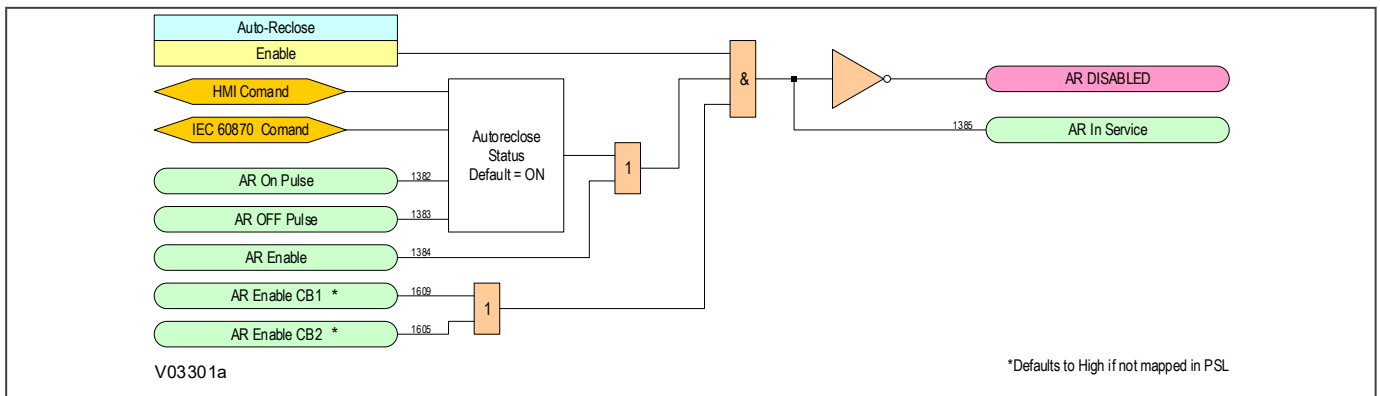 Auto-Reclose
Enable
HMI Comand
IEC 60870 Comand
AR On Pulse
1382
AR OFF Pulse
1383
AR Enable
1384
AR Enable CB1 *
1609
AR Enable CB2 *
1605
Autoreclose
Status
Default = ON
1
1
&
AR DISABLED
1385
AR In Service
V03301a
*Defaults to High if not mapped in PSL